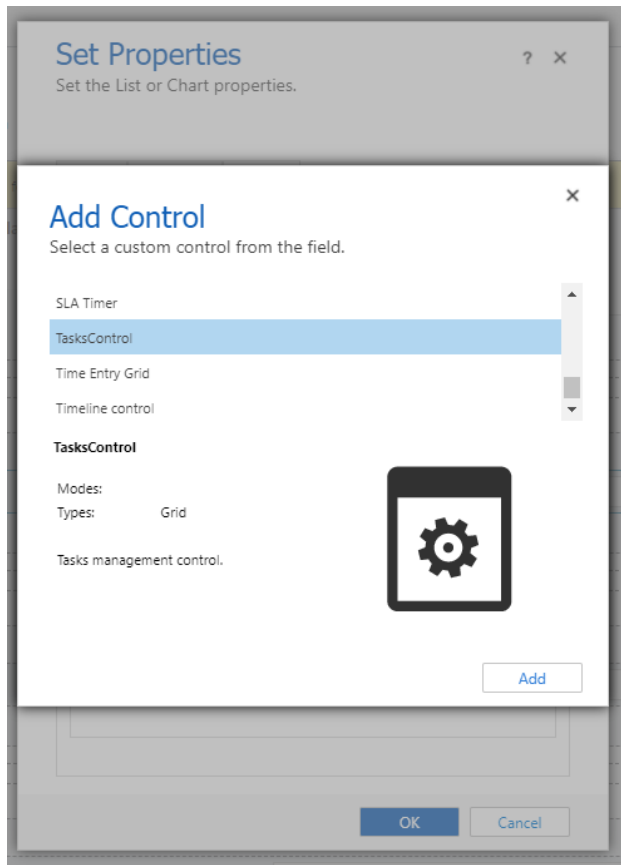 Set Properties
? ×
Set the List or Chart properties.
×
Add Control
Select a custom control from the field.
SLA Timer
TasksControl
Time Entry Grid
Timeline control
TasksControl
Modes:
Types: Grid
Tasks management control.
Add
OK Cancel